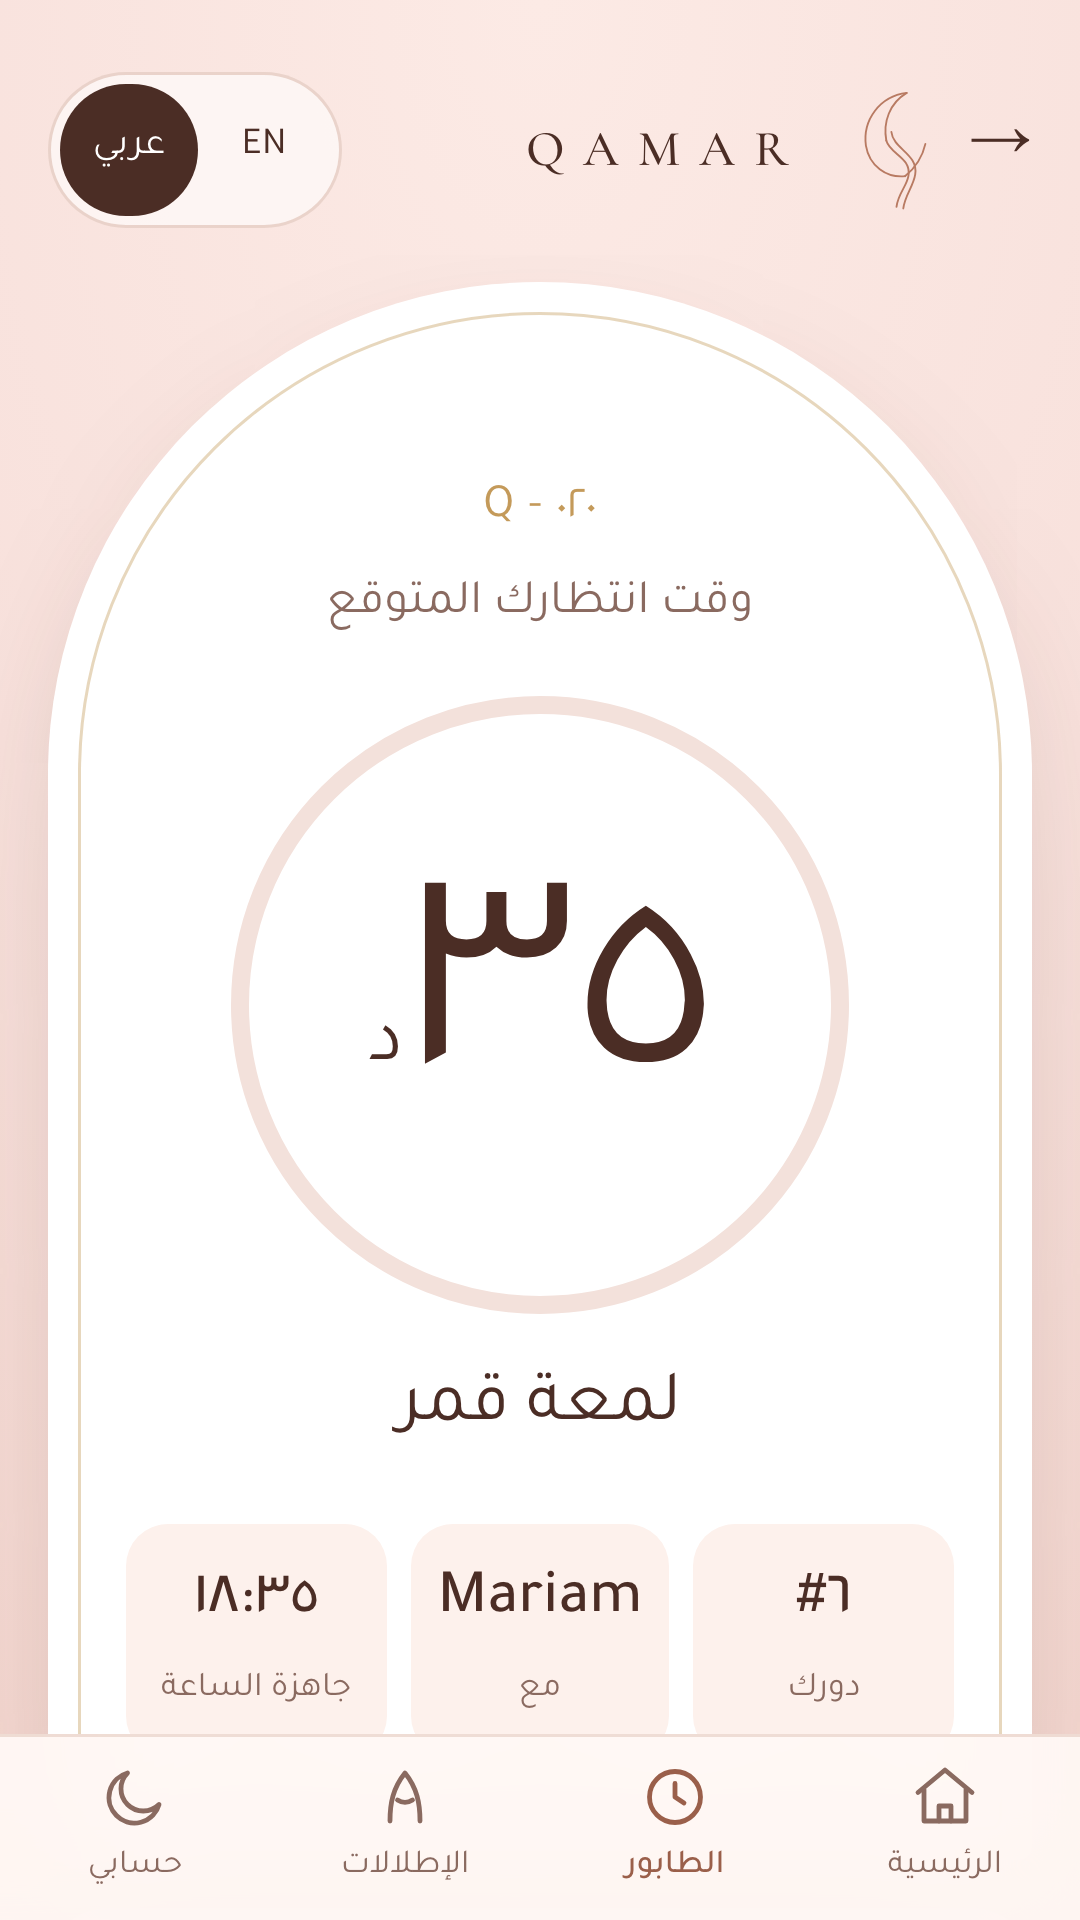 → QAMAR EN عربي
Q - ٠٢٠
وقت انتظارك المتوقع
٣٥ د
لمعة قمر
#٦ Mariam ١٨:٣٥
دورك مع جاهزة الساعة
الرئيسية الطابور الإطلالات حسابي